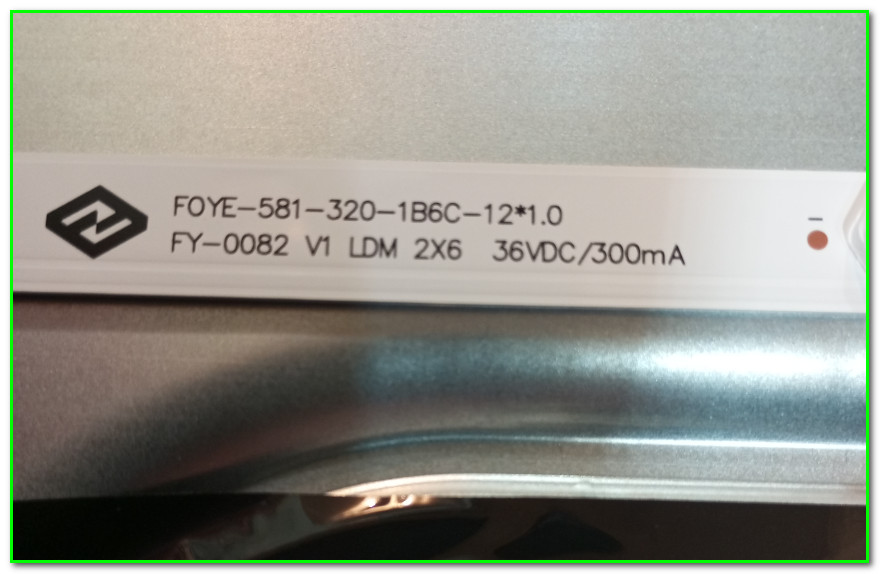 FOYE-581-320-1B6C-12*1.0
FY-0082 V1 LDM 2X6 36VDC/300mA